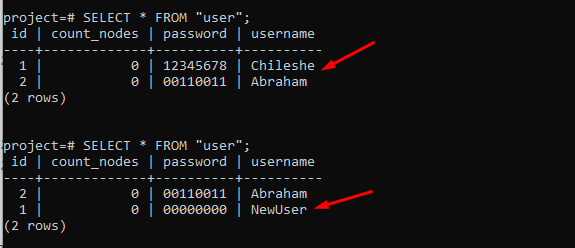 project=# SELECT * FROM "user";
 id | count_nodes | password | username
----+-------------+----------+----------
  1 |           0 | 12345678 | Chileshe
  2 |           0 | 00110011 | Abraham
(2 rows)
project=# SELECT * FROM "user";
 id | count_nodes | password | username
----+-------------+----------+----------
  2 |           0 | 00110011 | Abraham
  1 |           0 | 00000000 | NewUser
(2 rows)